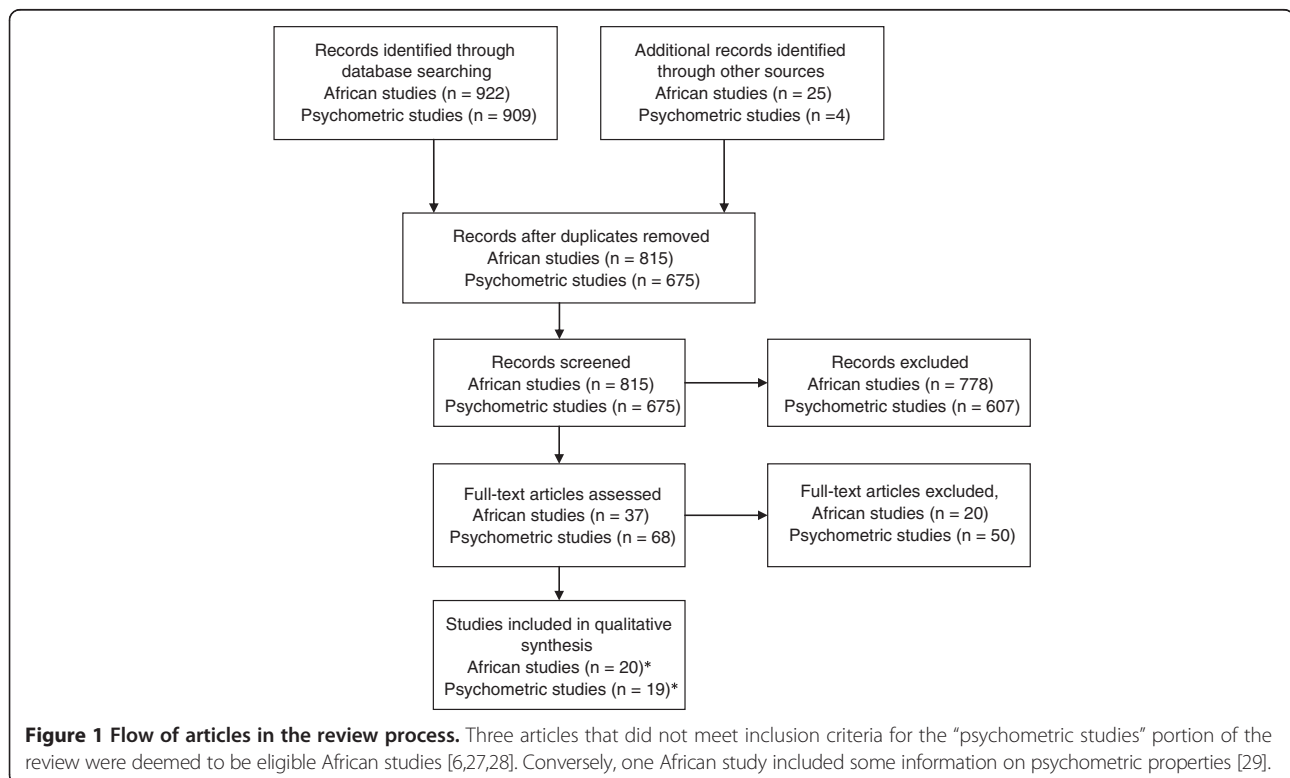 Records identified through
database searching
African studies (n = 922)
Psychometric studies (n = 909)
Additional records identified
through other sources
African studies (n = 25)
Psychometric studies (n =4)
Records after duplicates removed
African studies (n = 815)
Psychometric studies (n = 675)
Records screened
African studies (n = 815)
Psychometric studies (n = 675)
Records excluded
African studies (n = 778)
Psychometric studies (n = 607)
Full-text articles assessed
African studies (n = 37)
Psychometric studies (n = 68)
Full-text articles excluded,
African studies (n = 20)
Psychometric studies (n = 50)
Studies included in qualitative
synthesis
African studies (n = 20)*
Psychometric studies (n = 19)*
Figure 1 Flow of articles in the review process. Three articles that did not meet inclusion criteria for the “psychometric studies” portion of the
review were deemed to be eligible African studies [6,27,28]. Conversely, one African study included some information on psychometric properties [29].